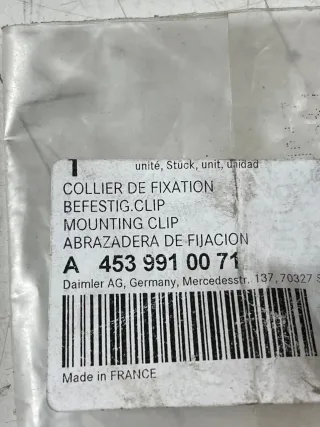 1 unité, Stück, unit, unidad
COLLIER DE FIXATION
BEFESTIG.CLIP
MOUNTING CLIP
ABRAZADERA DE FIJACION
A 453 991 00 71
Daimler AG, Germany, Mercedesstr. 137, 70327 S
Made in FRANCE